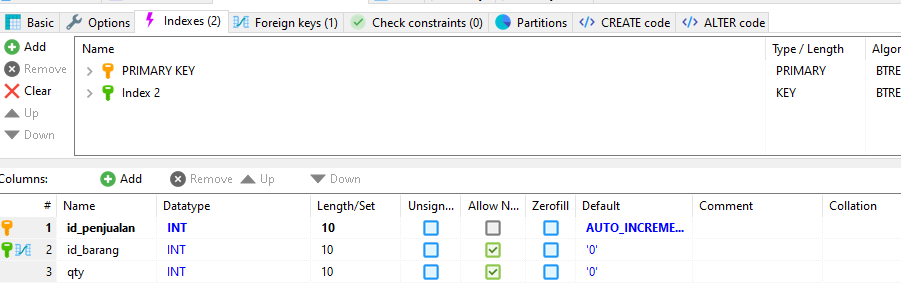 Basic Options Indexes (2) Foreign keys (1) Check constraints (0) Partitions CREATE code ALTER code
Add Name Type / Length Algor
Remove PRIMARY KEY PRIMARY BTRE
Clear Index 2 KEY BTRE
Up
Down
Columns: Add Remove Up Down
# Name Datatype Length/Set Unsign... Allow N... Zerofill Default Comment Collation
1 id_penjualan INT 10 AUTO_INCREME...
2 id_barang INT 10 '0'
3 qty INT 10 '0'